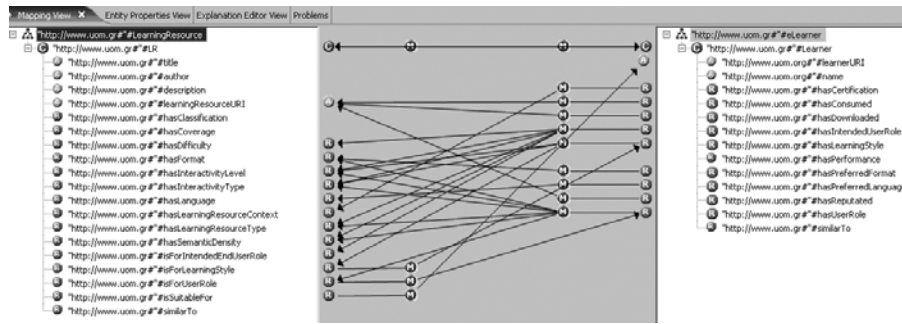 Mapping View Entity Properties View Explanation Editor View Problems
"http://www.uom.gr#"#LearningResource
"http://www.uom.gr#"#LR
"http://www.uom.gr#"#title
"http://www.uom.gr#"#author
"http://www.uom.gr#"#description
"http://www.uom.gr#"#learningResourceURI
"http://www.uom.gr#"#hasClassification
"http://www.uom.gr#"#hasCoverage
"http://www.uom.gr#"#hasDifficulty
"http://www.uom.gr#"#hasFormat
"http://www.uom.gr#"#hasInteractivityLevel
"http://www.uom.gr#"#hasInteractivityType
"http://www.uom.gr#"#hasLanguage
"http://www.uom.gr#"#hasLearningResourceContext
"http://www.uom.gr#"#hasLearningResourceType
"http://www.uom.gr#"#hasSemanticDensity
"http://www.uom.gr#"#isForIntendedEndUserRole
"http://www.uom.gr#"#isForLearningStyle
"http://www.uom.gr#"#isForUserRole
"http://www.uom.gr#"#isSuitableFor
"http://www.uom.gr#"#similarTo
C M M C
A
M R
A M R
M R
M R
R M R
R
R M R
R M R
R M R
R M R
R
R
R
R M
R M
R M
"http://www.uom.gr#"#eLearner
"http://www.uom.gr#"#Learner
"http://www.uom.org#"#learnerURI
"http://www.uom.org#"#name
"http://www.uom.gr#"#hasCertification
"http://www.uom.gr#"#hasConsumed
"http://www.uom.gr#"#hasDownloaded
"http://www.uom.gr#"#hasIntendedUserRole
"http://www.uom.gr#"#hasLearningStyle
"http://www.uom.gr#"#hasPerformance
"http://www.uom.gr#"#hasPreferredFormat
"http://www.uom.gr#"#hasPreferredLanguag
"http://www.uom.gr#"#hasReputated
"http://www.uom.gr#"#hasUserRole
"http://www.uom.gr#"#similarTo